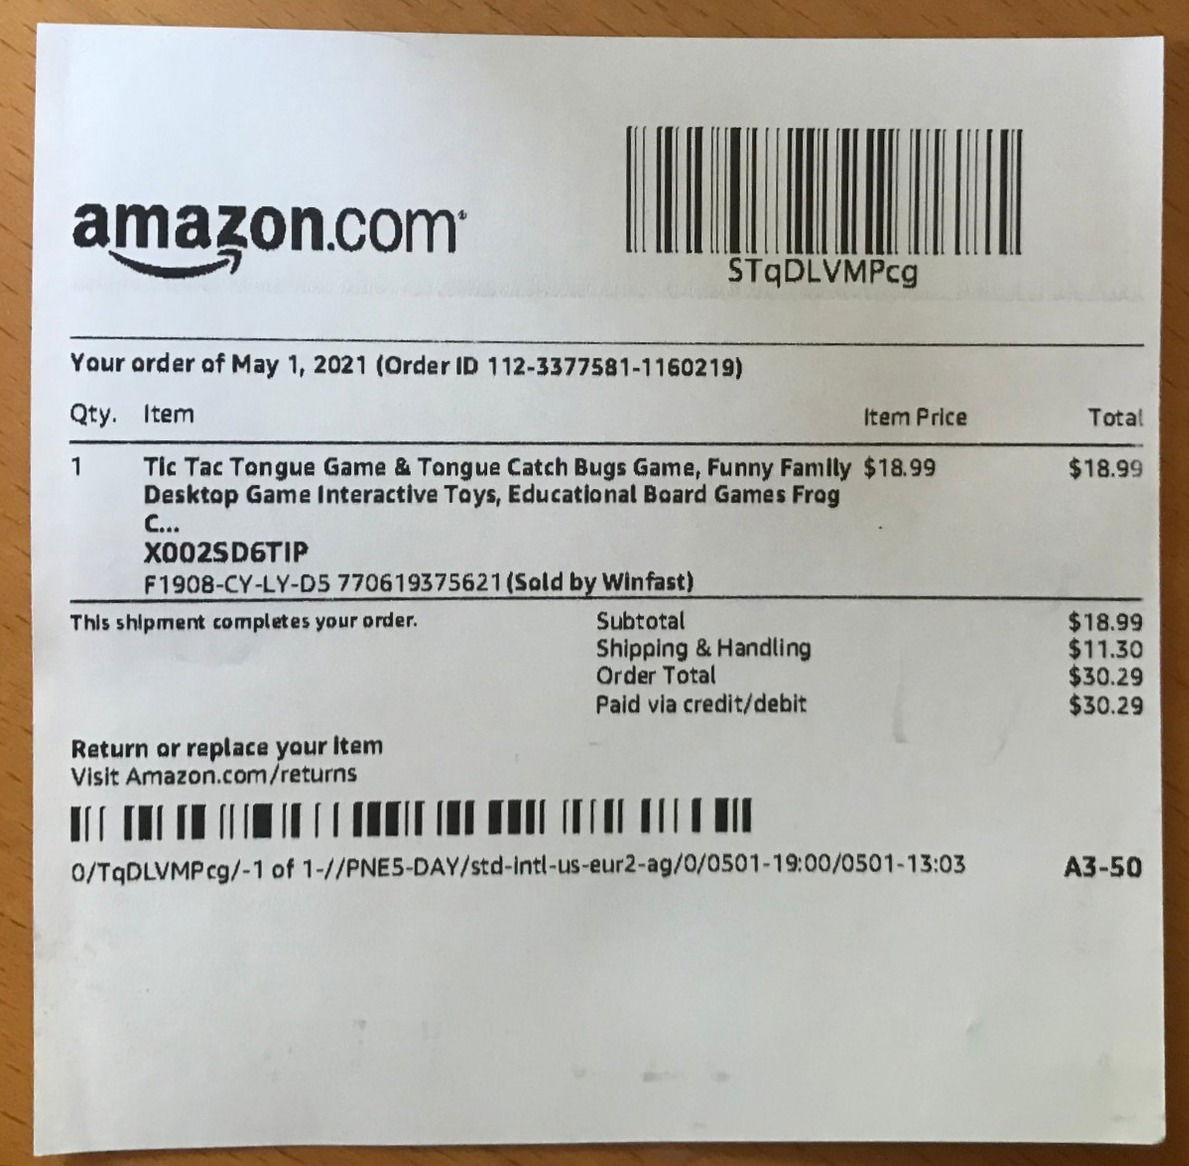 amazon.com
STqDLVMPcg
Your order of May 1, 2021 (Order ID 112-3377581-1160219)
Qty. Item Item Price Total
1 Tic Tac Tongue Game & Tongue Catch Bugs Game, Funny Family $18.99 $18.99
Desktop Game Interactive Toys, Educational Board Games Frog
C...
X002SD6TIP
F1908-CY-LY-D5 770619375621 (Sold by Winfast)
This shipment completes your order. Subtotal $18.99
Shipping & Handling $11.30
Order Total $30.29
Paid via credit/debit $30.29
Return or replace your item
Visit Amazon.com/returns
0/TqDLVMPcg/-1 of 1-//PNE5-DAY/std-intl-us-eur2-ag/0/0501-19:00/0501-13:03 A3-50